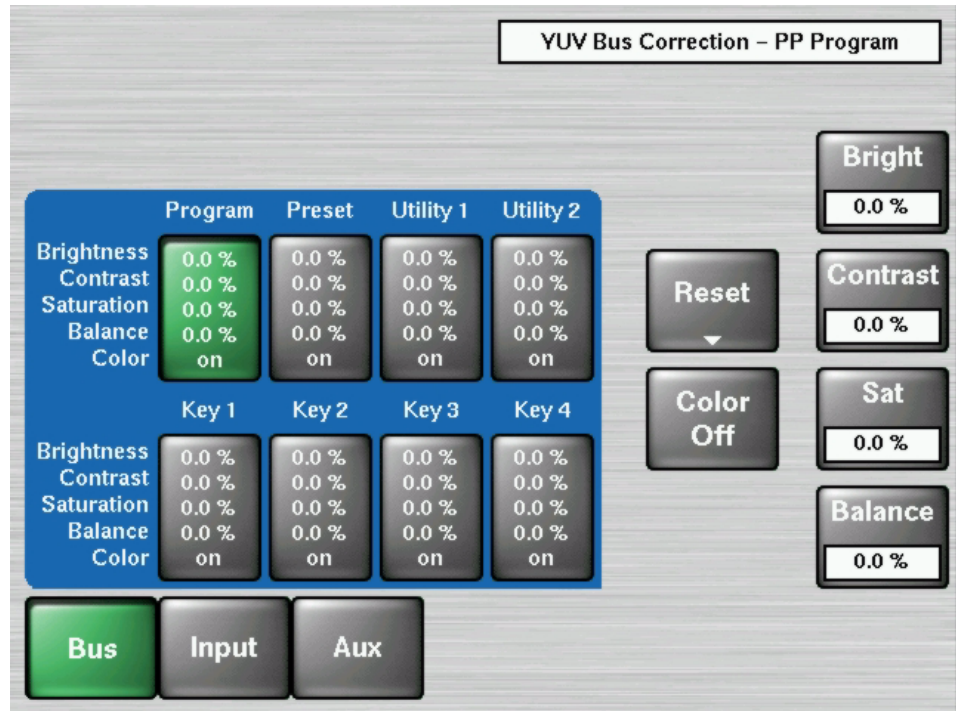 YUV Bus Correction – PP Program
Program Preset Utility 1 Utility 2
Brightness 0.0 % 0.0 % 0.0 % 0.0 %
Contrast 0.0 % 0.0 % 0.0 % 0.0 %
Saturation 0.0 % 0.0 % 0.0 % 0.0 %
Balance 0.0 % 0.0 % 0.0 % 0.0 %
Color on on on on
Key 1 Key 2 Key 3 Key 4
Brightness 0.0 % 0.0 % 0.0 % 0.0 %
Contrast 0.0 % 0.0 % 0.0 % 0.0 %
Saturation 0.0 % 0.0 % 0.0 % 0.0 %
Balance 0.0 % 0.0 % 0.0 % 0.0 %
Color on on on on
Reset
Color
Off
Bright
0.0 %
Contrast
0.0 %
Sat
0.0 %
Balance
0.0 %
Bus Input Aux